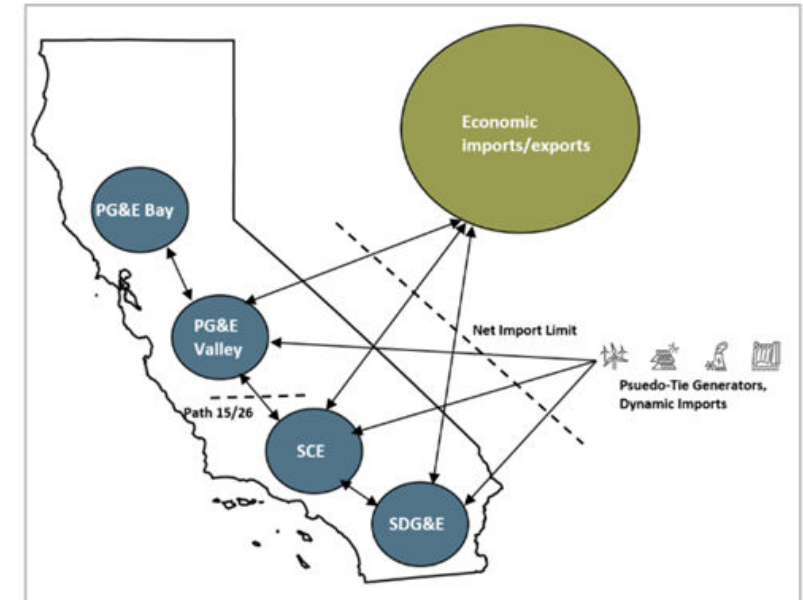 Economic
imports/exports
PG&E Bay
PG&E
Valley
Net Import Limit
Psuedo-Tie Generators,
Dynamic Imports
Path 15/26
SCE
SDG&E